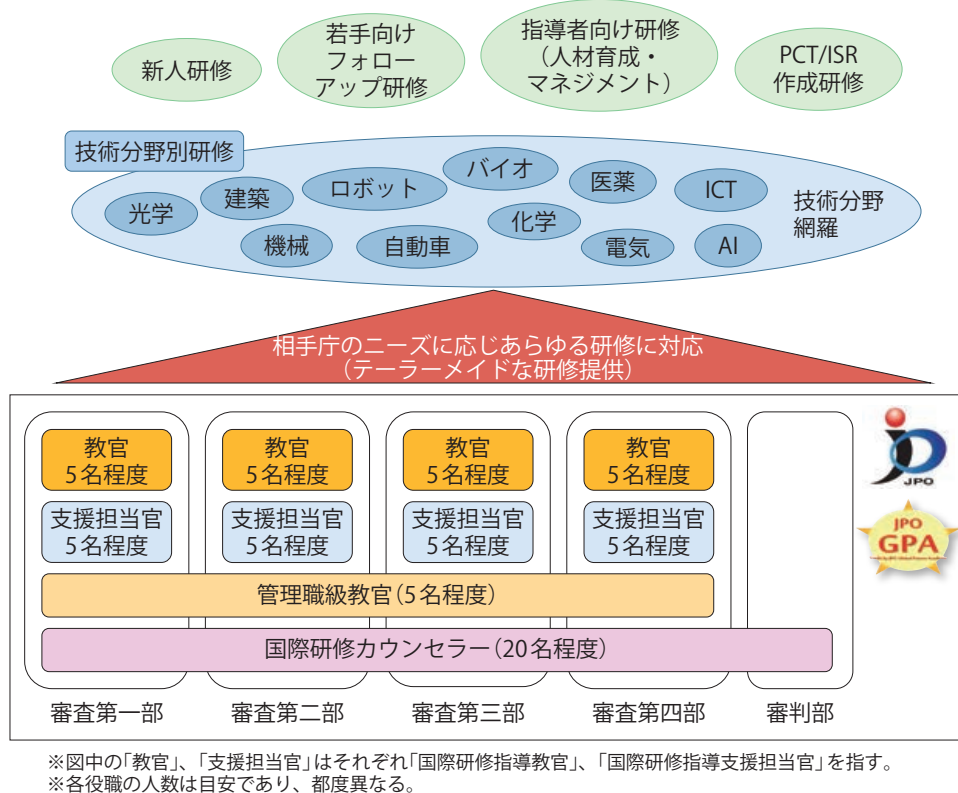 新人研修
若手向け
フォロー
アップ研修
指導者向け研修
(人材育成・
マネジメント)
PCT/ISR
作成研修
技術分野別研修
光学
建築
ロボット
バイオ
医薬
ICT
機械
自動車
化学
電気
AI
技術分野
網羅
相手庁のニーズに応じあらゆる研修に対応
(テーラーメイドな研修提供)
教官
5名程度
教官
5名程度
教官
5名程度
教官
5名程度
支援担当官
5名程度
支援担当官
5名程度
支援担当官
5名程度
支援担当官
5名程度
管理職級教官(5名程度)
国際研修カウンセラー(20名程度)
審査第一部
審査第二部
審査第三部
審査第四部
審判部
JPO
JPO
GPA
※図中の「教官」、「支援担当官」はそれぞれ「国際研修指導教官」、「国際研修指導支援担当官」を指す。
※各役職の人数は目安であり、都度異なる。